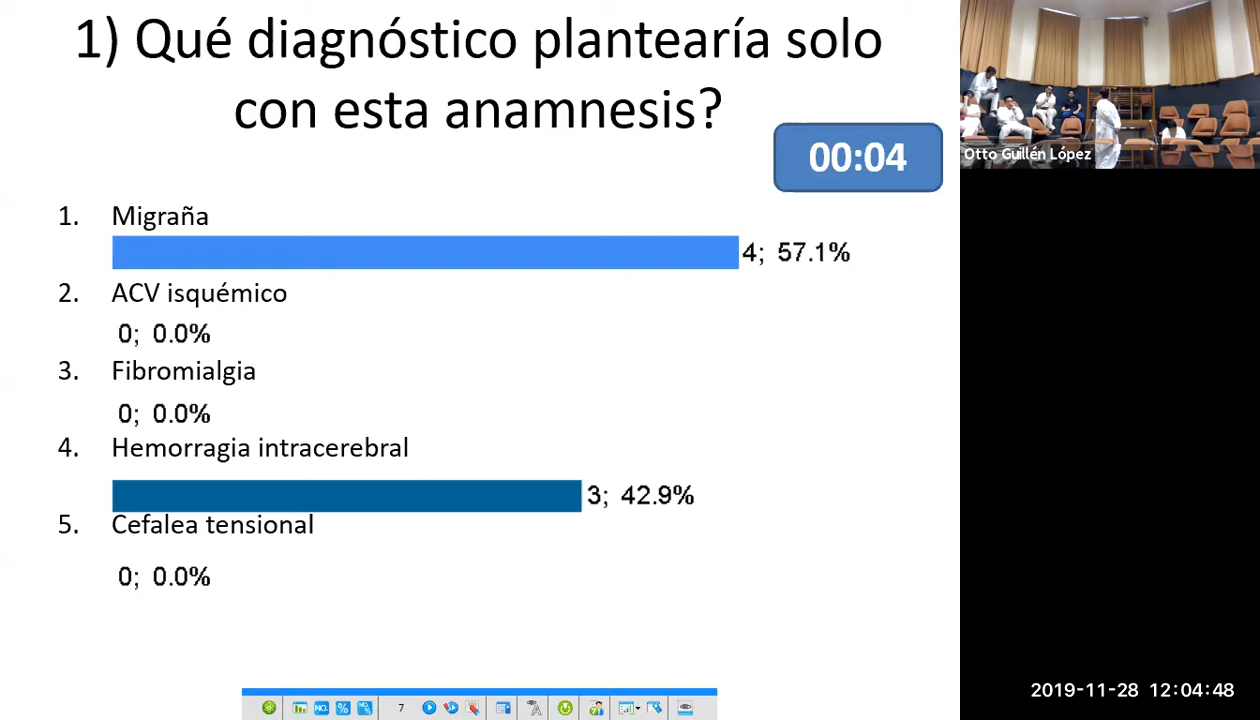 1) Qué diagnóstico plantearía solo
con esta anamnesis?
00:04
Otto Guillén López
1. Migraña
4; 57.1%
2. ACV isquémico
0; 0.0%
3. Fibromialgia
0; 0.0%
4. Hemorragia intracerebral
3; 42.9%
5. Cefalea tensional
0; 0.0%
2019-11-28 12:04:48
NO. % 7